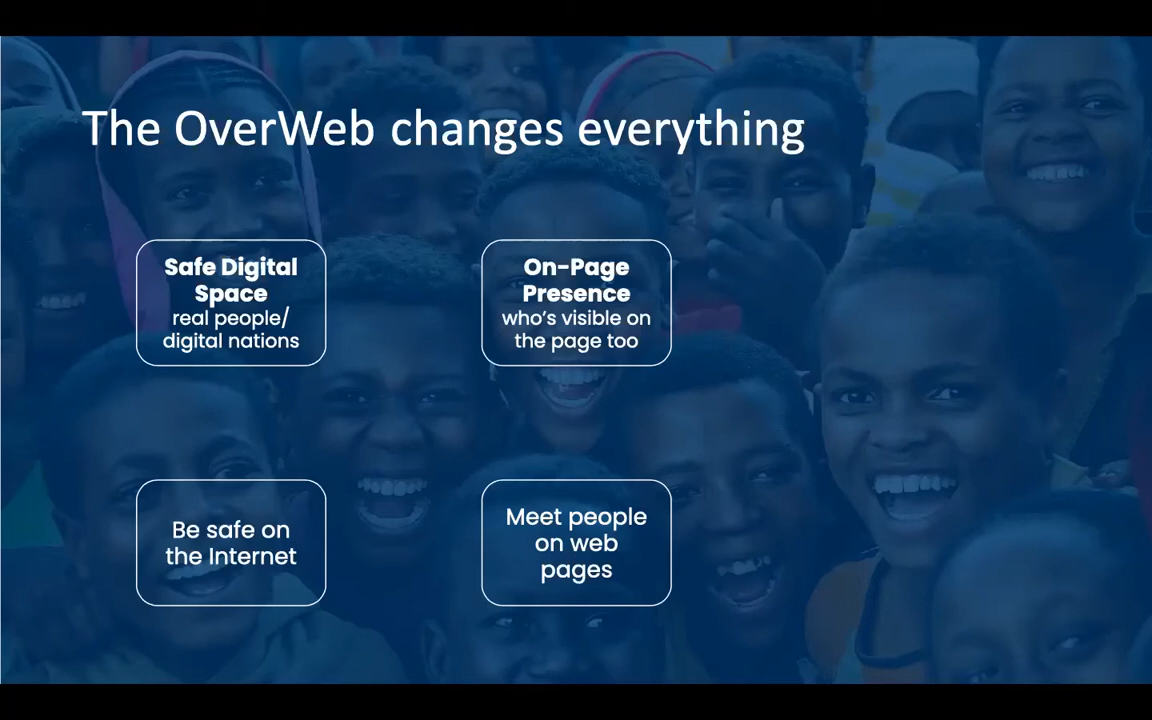 The OverWeb changes everything
Safe Digital
Space
real people/
digital nations
On-Page
Presence
who's visible on
the page too
Be safe on
the Internet
Meet people
on web
pages